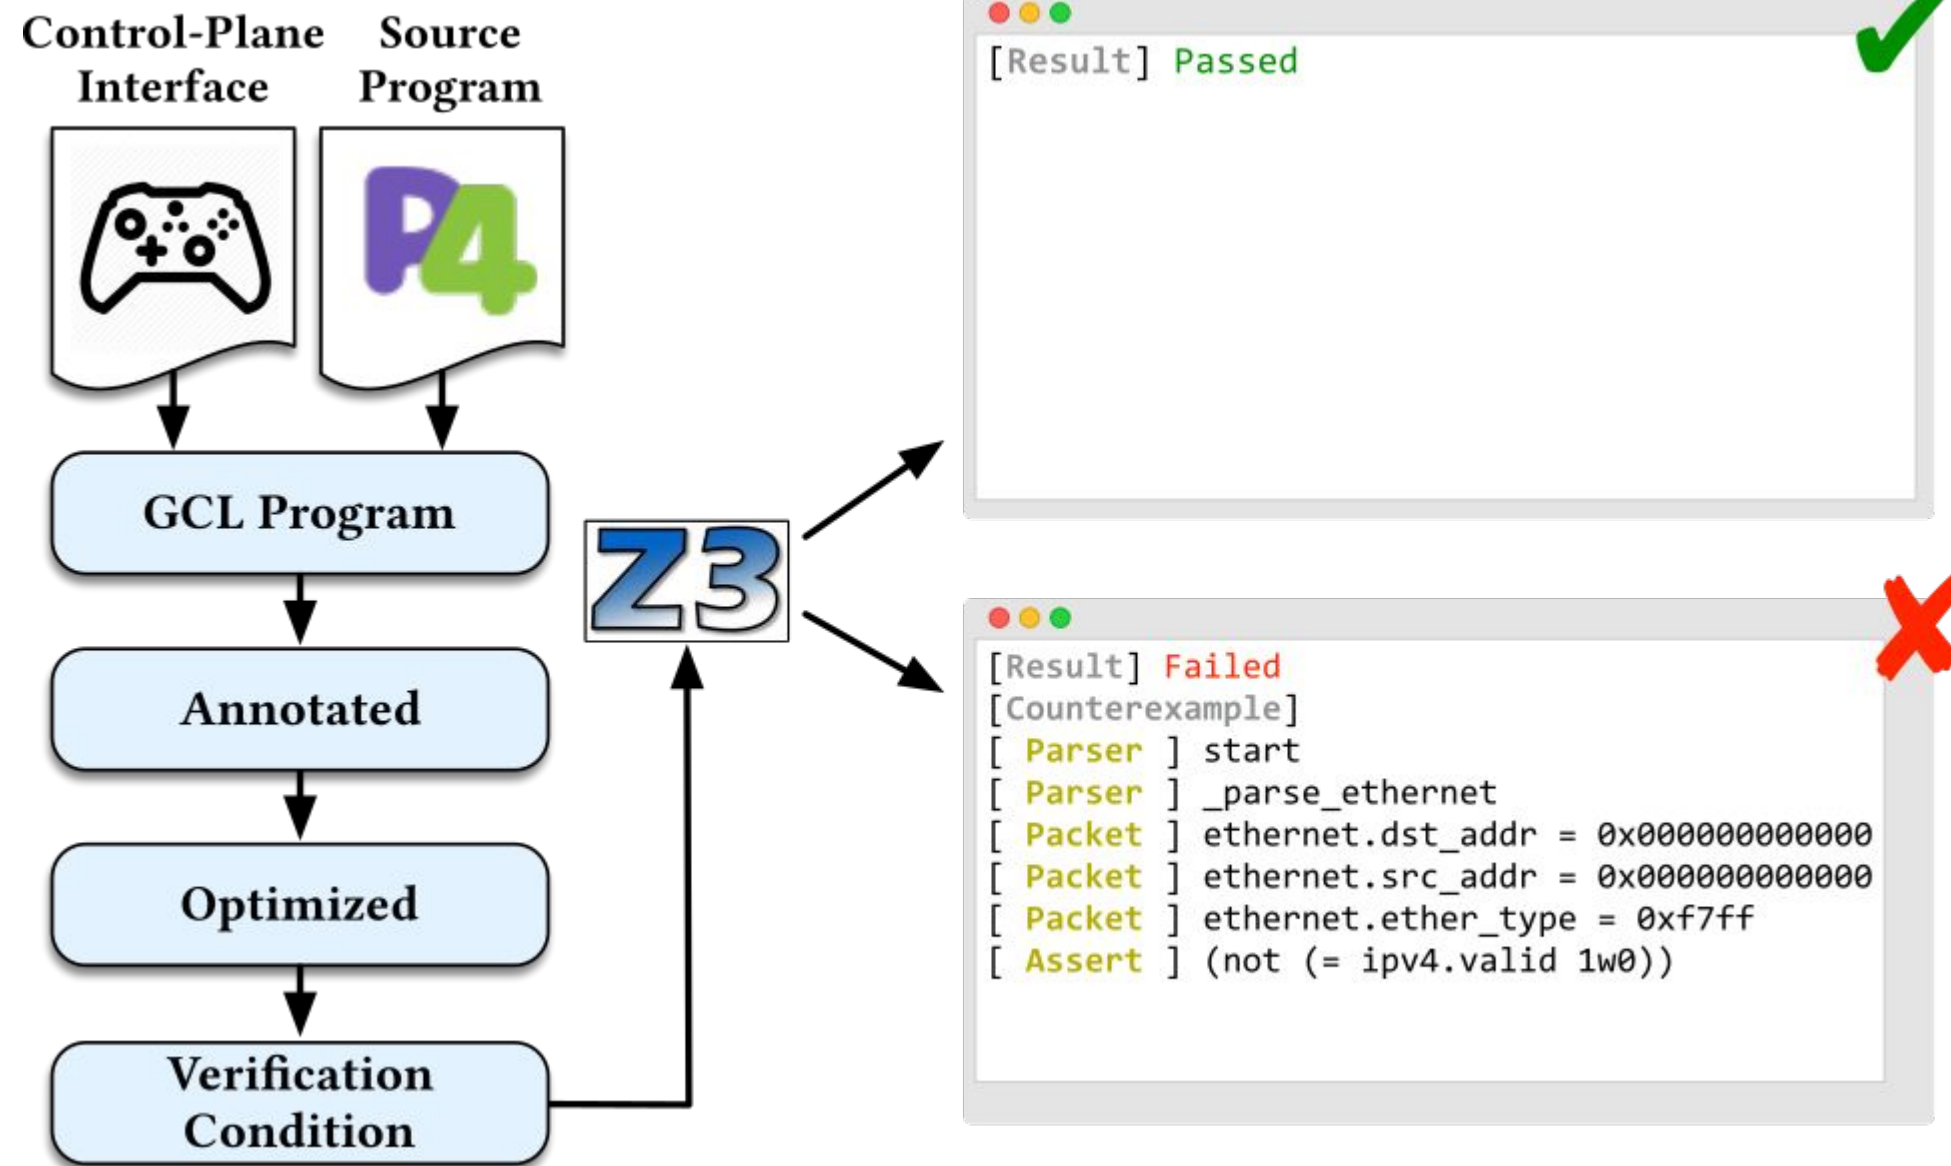 Control-Plane
Interface
Source
Program
P4
GCL Program
Annotated
Optimized
Verification
Condition
Z3
[Result] Passed
[Result] Failed
[Counterexample]
[ Parser ] start
[ Parser ] _parse_ethernet
[ Packet ] ethernet.dst_addr = 0x000000000000
[ Packet ] ethernet.src_addr = 0x000000000000
[ Packet ] ethernet.ether_type = 0xf7ff
[ Assert ] (not (= ipv4.valid 1w0))